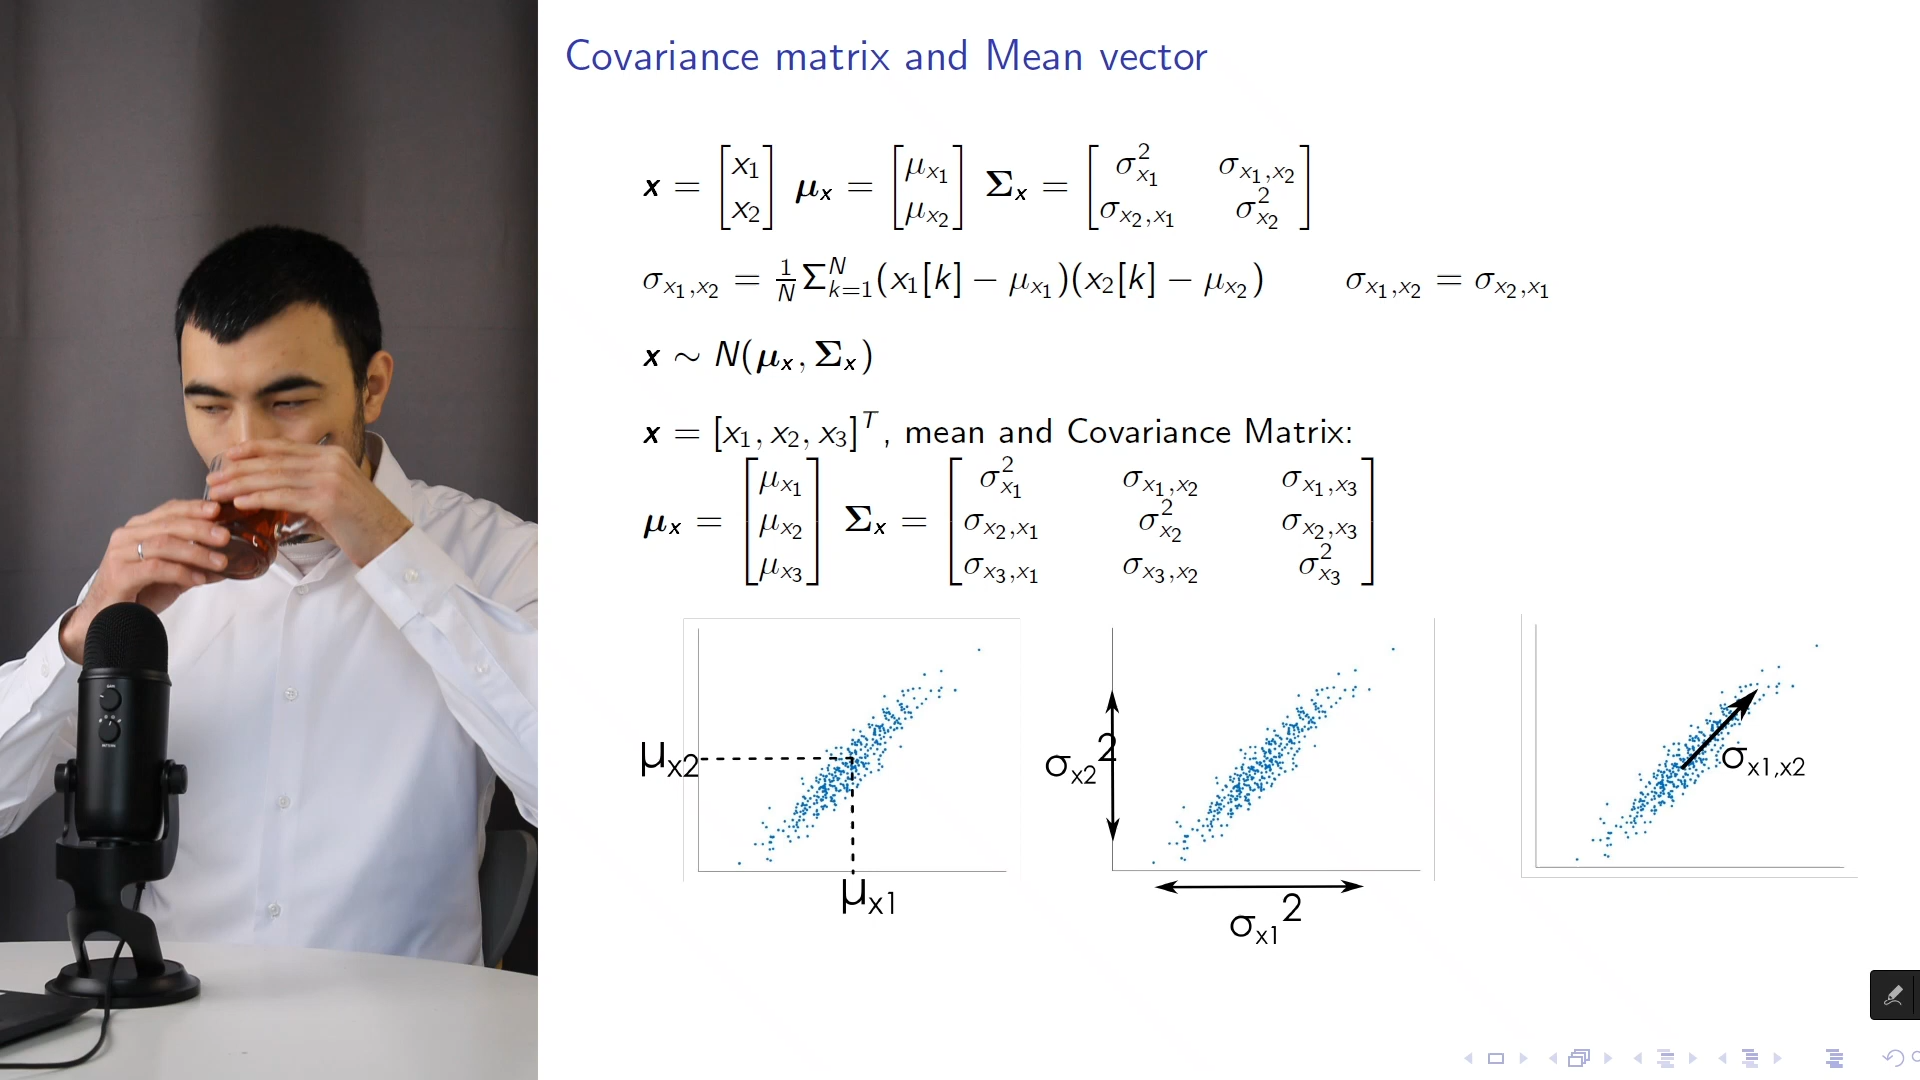 Covariance matrix and Mean vector
x = [x₁ x₂] μₓ = [μₓ₁ μₓ₂] Σₓ = [σ²ₓ₁ σₓ₁,ₓ₂ σₓ₂,ₓ₁ σ²ₓ₂]
σₓ₁,ₓ₂ = 1/N Σᴺₖ₌₁(x₁[k] − μₓ₁)(x₂[k] − μₓ₂) σₓ₁,ₓ₂ = σₓ₂,ₓ₁
x ∼ N(μₓ, Σₓ)
x = [x₁, x₂, x₃]ᵀ, mean and Covariance Matrix:
μₓ = [μₓ₁ μₓ₂ μₓ₃] Σₓ = [σ²ₓ₁ σₓ₁,ₓ₂ σₓ₁,ₓ₃ σₓ₂,ₓ₁ σ²ₓ₂ σₓ₂,ₓ₃ σₓ₃,ₓ₁ σₓ₃,ₓ₂ σ²ₓ₃]
μx2
μx1
σx2²
σx1²
σx1,x2